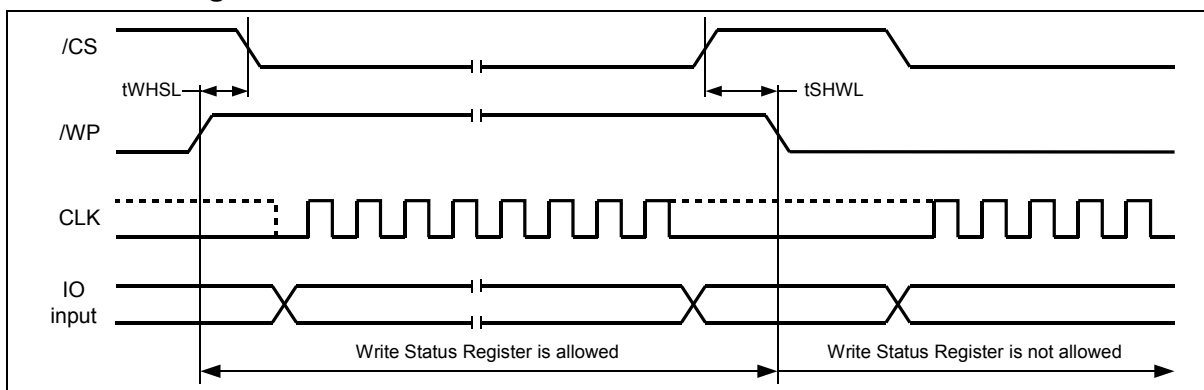 /CS
tWHSL
tSHWL
/WP
CLK
IO
input
Write Status Register is allowed
Write Status Register is not allowed